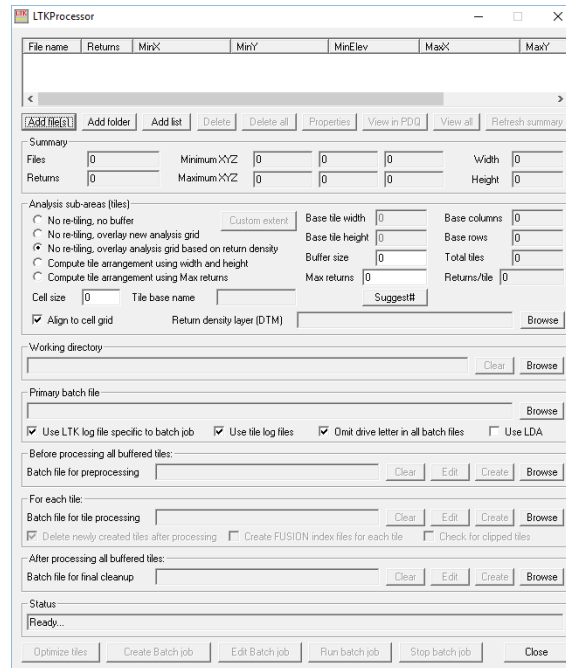 LTK LTKProcessor
File name Returns MinX MinY MinElev MaxX MaxY
Add file(s) Add folder Add list Delete Delete all Properties View in PDQ View all Refresh summary
Summary
Files 0 Minimum XYZ 0 0 0 Width 0
Returns 0 Maximum XYZ 0 0 0 Height 0
Analysis sub-areas (tiles)
No re-tiling, no buffer Custom extent Base tile width 0 Base columns 0
No re-tiling, overlay new analysis grid Base tile height 0 Base rows 0
No re-tiling, overlay analysis grid based on return density Buffer size 0 Total tiles 0
Compute tile arrangement using width and height
Compute tile arrangement using Max returns Max returns 0 Returns/tile 0
Cell size 0 Tile base name Suggest#
Align to cell grid Return density layer (DTM) Browse
Working directory
Clear Browse
Primary batch file
Browse
Use LTK log file specific to batch job Use tile log files Omit drive letter in all batch files Use LDA
Before processing all buffered tiles:
Batch file for preprocessing Clear Edit Create Browse
For each tile:
Batch file for tile processing Clear Edit Create Browse
Delete newly created tiles after processing Create FUSION index files for each tile Check for clipped tiles
After processing all buffered tiles:
Batch file for final cleanup Clear Edit Create Browse
Status
Ready...
Optimize tiles Create Batch job Edit Batch job Run batch job Stop batch job Close